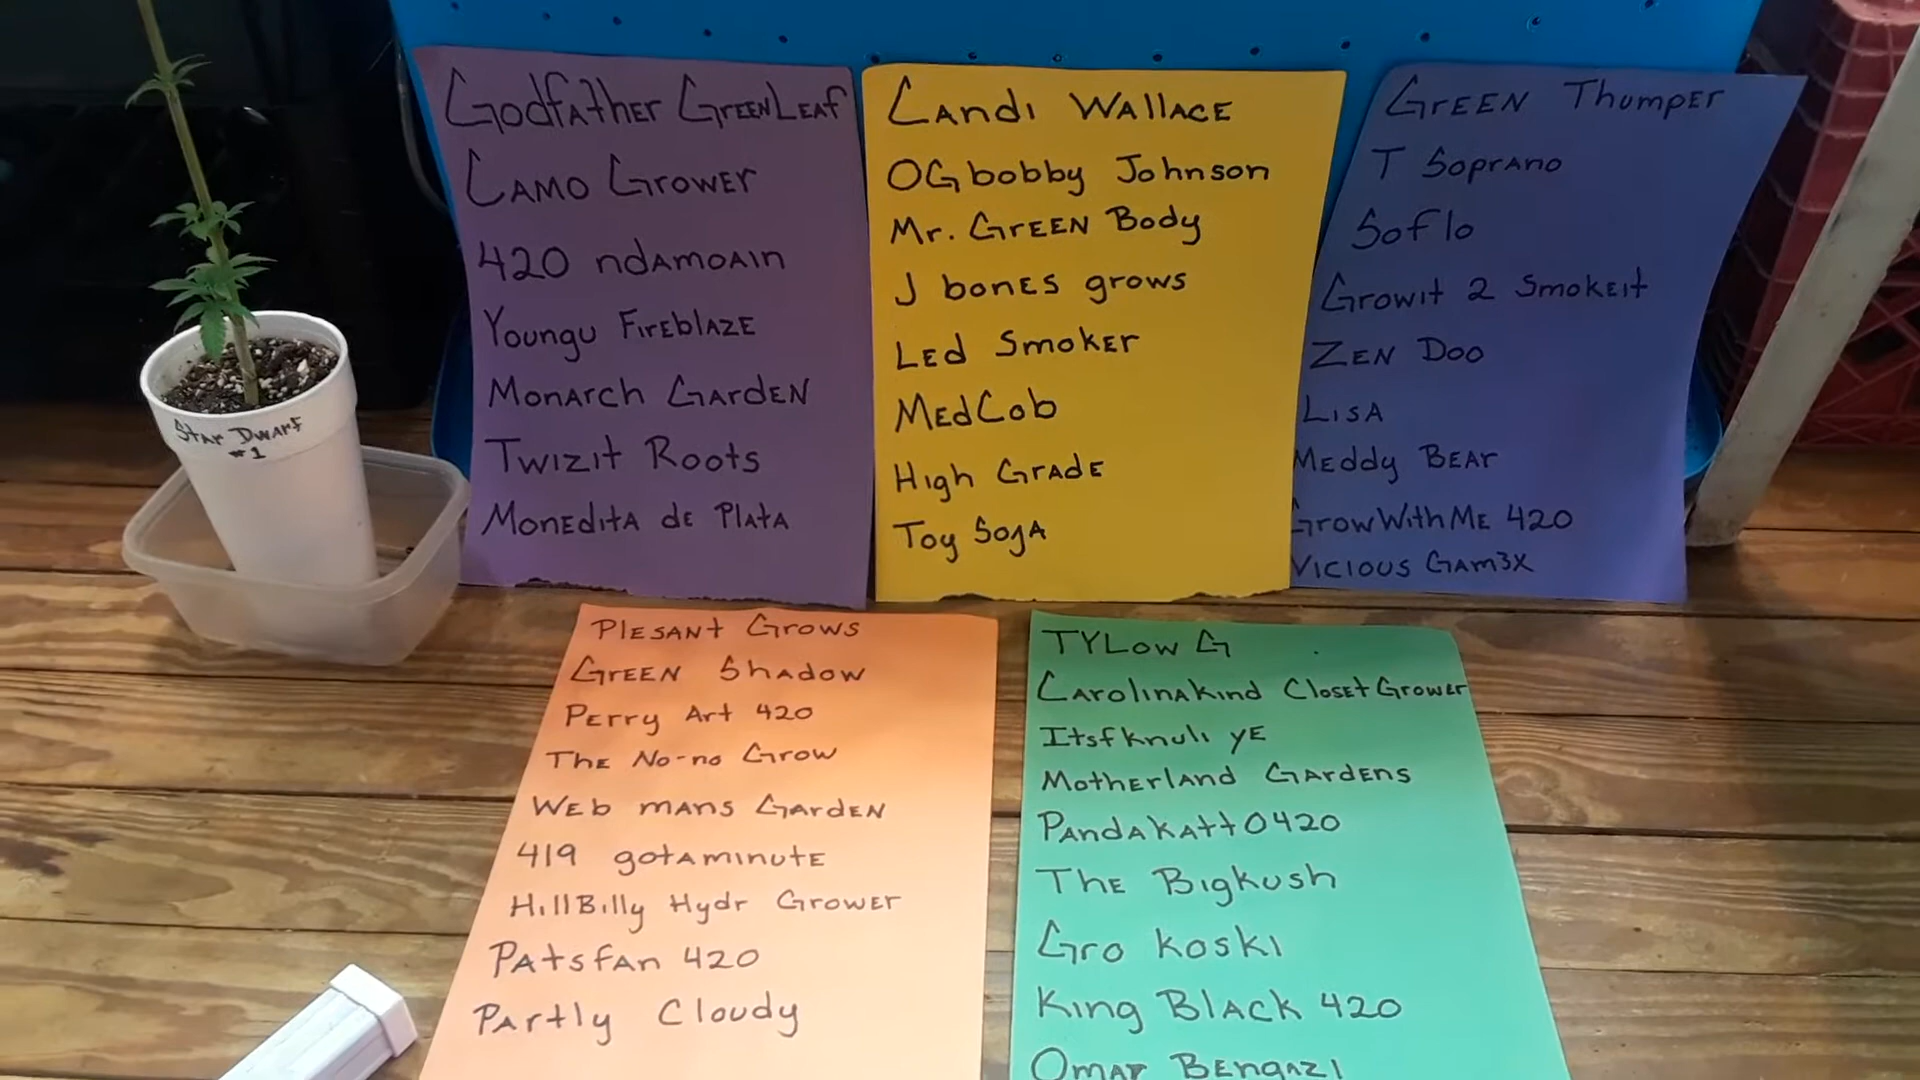 Godfather GreenLeaf
Camo Grower
420 ndamoain
Youngu Fireblaze
Monarch Garden
Twizit Roots
Monedita de Plata
Candi Wallace
OGbobby Johnson
Mr. Green Body
J bones grows
Led Smoker
MedCob
High Grade
Toy Soja
Green Thumper
T Soprano
Soflo
Growit 2 Smokeit
Zen Doo
Lisa
Meddy Bear
GrowWithMe 420
Vicious Gam3x
Star Dwarf
#1
Plesant Grows
Green Shadow
Perry Art 420
The No-no Grow
Web mans Garden
419 gotaminute
HillBilly Hydr Grower
Patsfan 420
Partly Cloudy
TYLow G
Carolinakind ClosetGrower
Itsfknuli ye
Motherland Gardens
Pandakatt0420
The Bigkush
Gro koski
King Black 420
Omar Bengazi